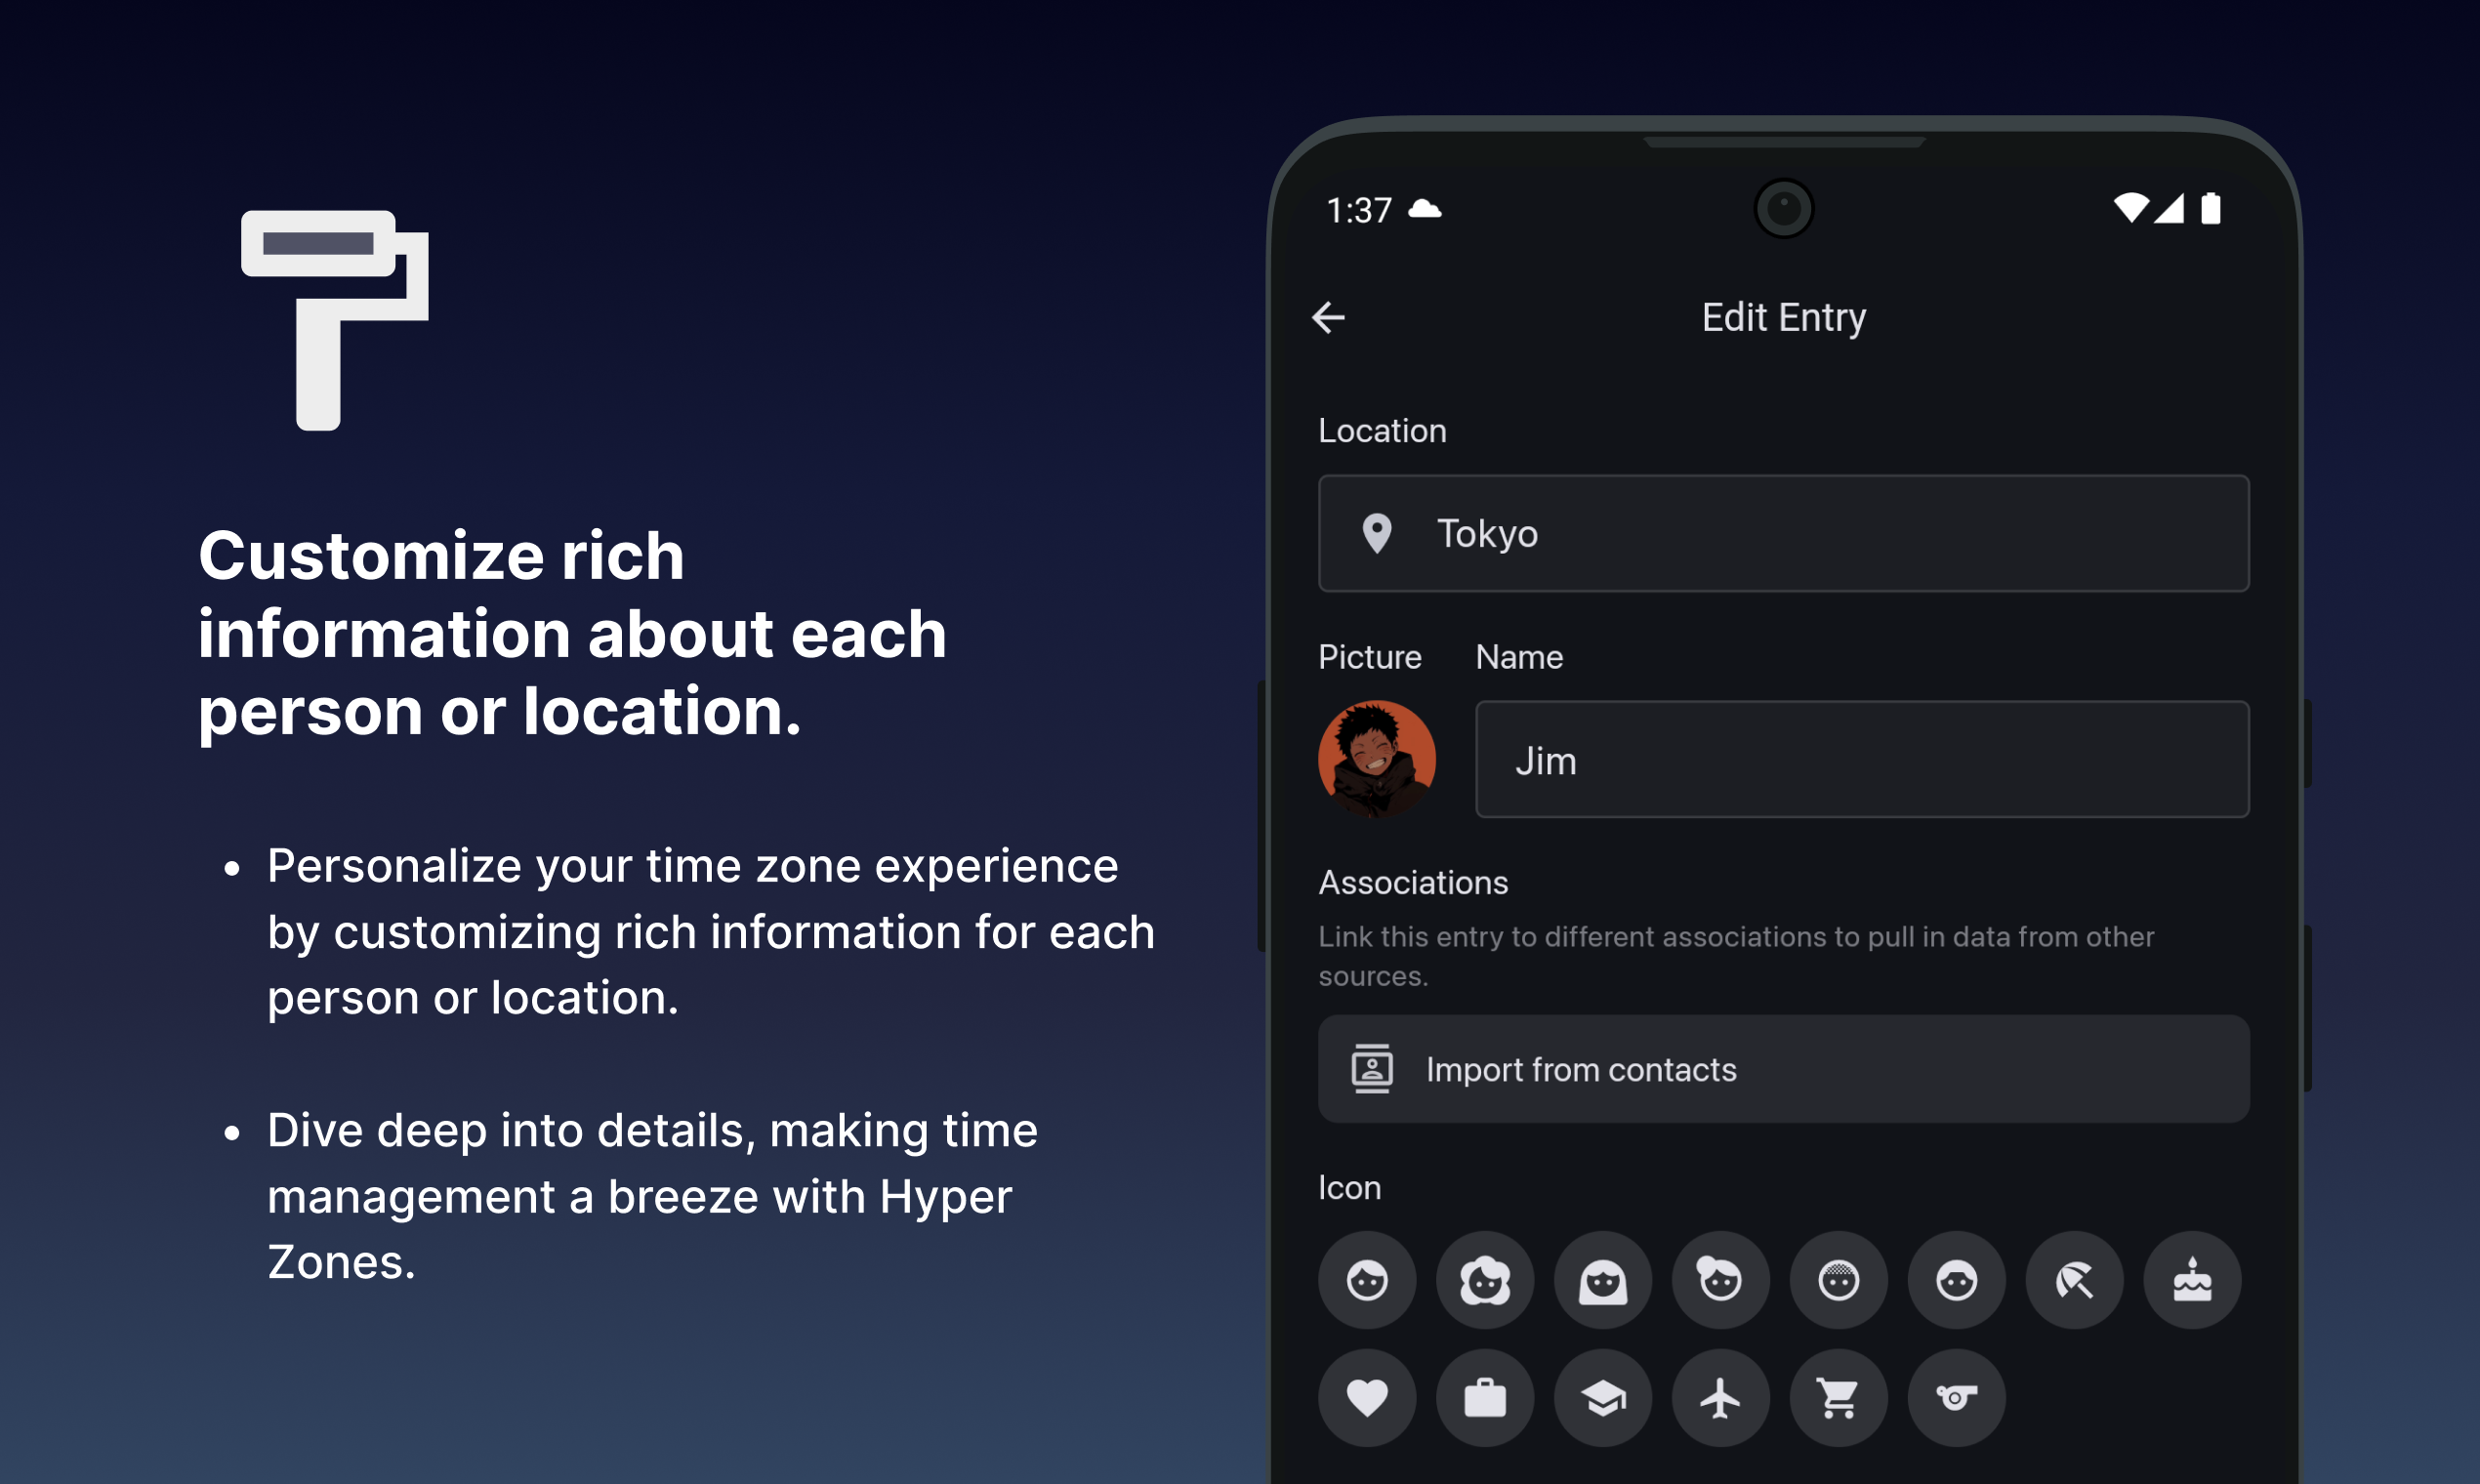 Customize rich
information about each
person or location.
• Personalize your time zone experience
by customizing rich information for each
person or location.
• Dive deep into details, making time
management a breeze with Hyper
Zones.
1:37
Edit Entry
Location
Tokyo
Picture Name
Jim
Associations
Link this entry to different associations to pull in data from other
sources.
Import from contacts
Icon